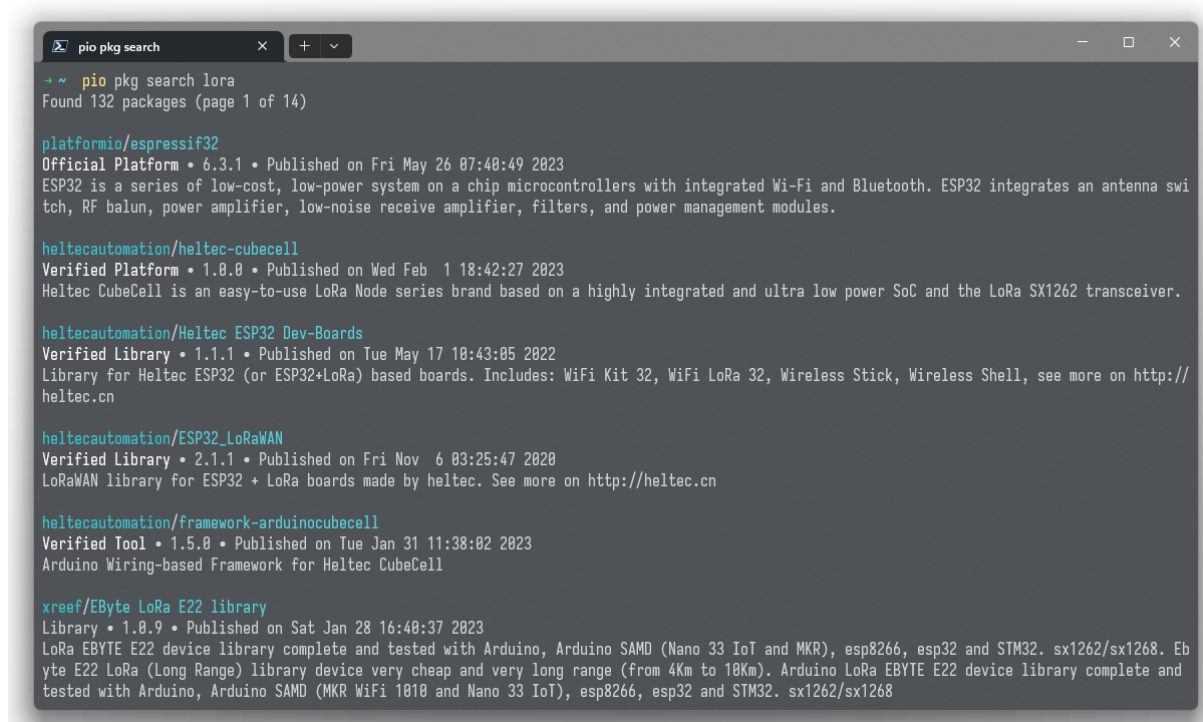 pio pkg search
→ ~ pio pkg search lora
Found 132 packages (page 1 of 14)
platformio/espressif32
Official Platform • 6.3.1 • Published on Fri May 26 07:40:49 2023
ESP32 is a series of low-cost, low-power system on a chip microcontrollers with integrated Wi-Fi and Bluetooth. ESP32 integrates an antenna swi
tch, RF balun, power amplifier, low-noise receive amplifier, filters, and power management modules.
heltecautomation/heltec-cubecell
Verified Platform • 1.0.0 • Published on Wed Feb  1 18:42:27 2023
Heltec CubeCell is an easy-to-use LoRa Node series brand based on a highly integrated and ultra low power SoC and the LoRa SX1262 transceiver.
heltecautomation/Heltec ESP32 Dev-Boards
Verified Library • 1.1.1 • Published on Tue May 17 10:43:05 2022
Library for Heltec ESP32 (or ESP32+LoRa) based boards. Includes: WiFi Kit 32, WiFi LoRa 32, Wireless Stick, Wireless Shell, see more on http://
heltec.cn
heltecautomation/ESP32_LoRaWAN
Verified Library • 2.1.1 • Published on Fri Nov  6 03:25:47 2020
LoRaWAN library for ESP32 + LoRa boards made by heltec. See more on http://heltec.cn
heltecautomation/framework-arduinocubecell
Verified Tool • 1.5.0 • Published on Tue Jan 31 11:38:02 2023
Arduino Wiring-based Framework for Heltec CubeCell
xreef/EByte LoRa E22 library
Library • 1.0.9 • Published on Sat Jan 28 16:40:37 2023
LoRa EBYTE E22 device library complete and tested with Arduino, Arduino SAMD (Nano 33 IoT and MKR), esp8266, esp32 and STM32. sx1262/sx1268. Eb
yte E22 LoRa (Long Range) library device very cheap and very long range (from 4Km to 10Km). Arduino LoRa EBYTE E22 device library complete and
tested with Arduino, Arduino SAMD (MKR WiFi 1010 and Nano 33 IoT), esp8266, esp32 and STM32. sx1262/sx1268